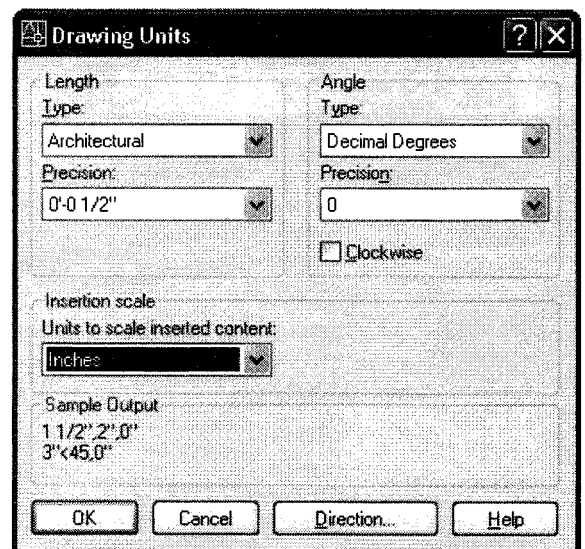 Drawing Units
Length
Type:
Architectural
Precision:
0'-0 1/2"
Angle
Type:
Decimal Degrees
Precision:
0
Clockwise
Insertion scale
Units to scale inserted content:
Inches
Sample Output
1 1/2",2",0"
3"<45,0"
OK
Cancel
Direction...
Help